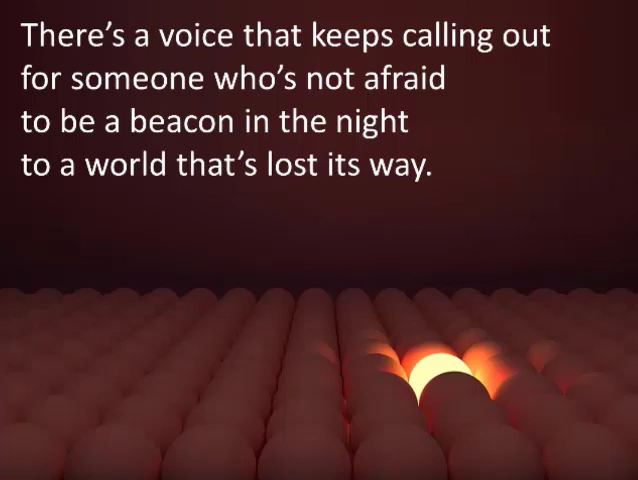 There’s a voice that keeps calling out
for someone who’s not afraid
to be a beacon in the night
to a world that’s lost its way.